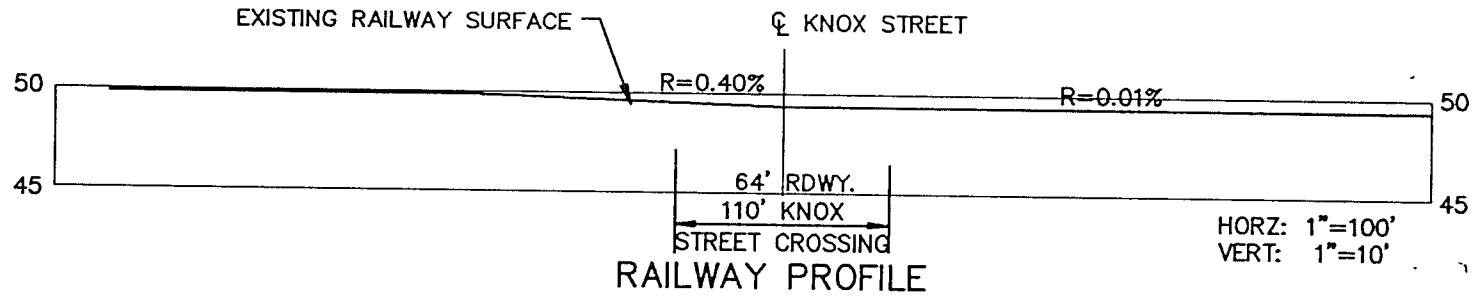 EXISTING RAILWAY SURFACE
℄ KNOX STREET
50
R=0.40%
R=0.01%
50
45
64' RDWY.
45
110' KNOX
STREET CROSSING
HORZ: 1"=100'
VERT: 1"=10'
RAILWAY PROFILE